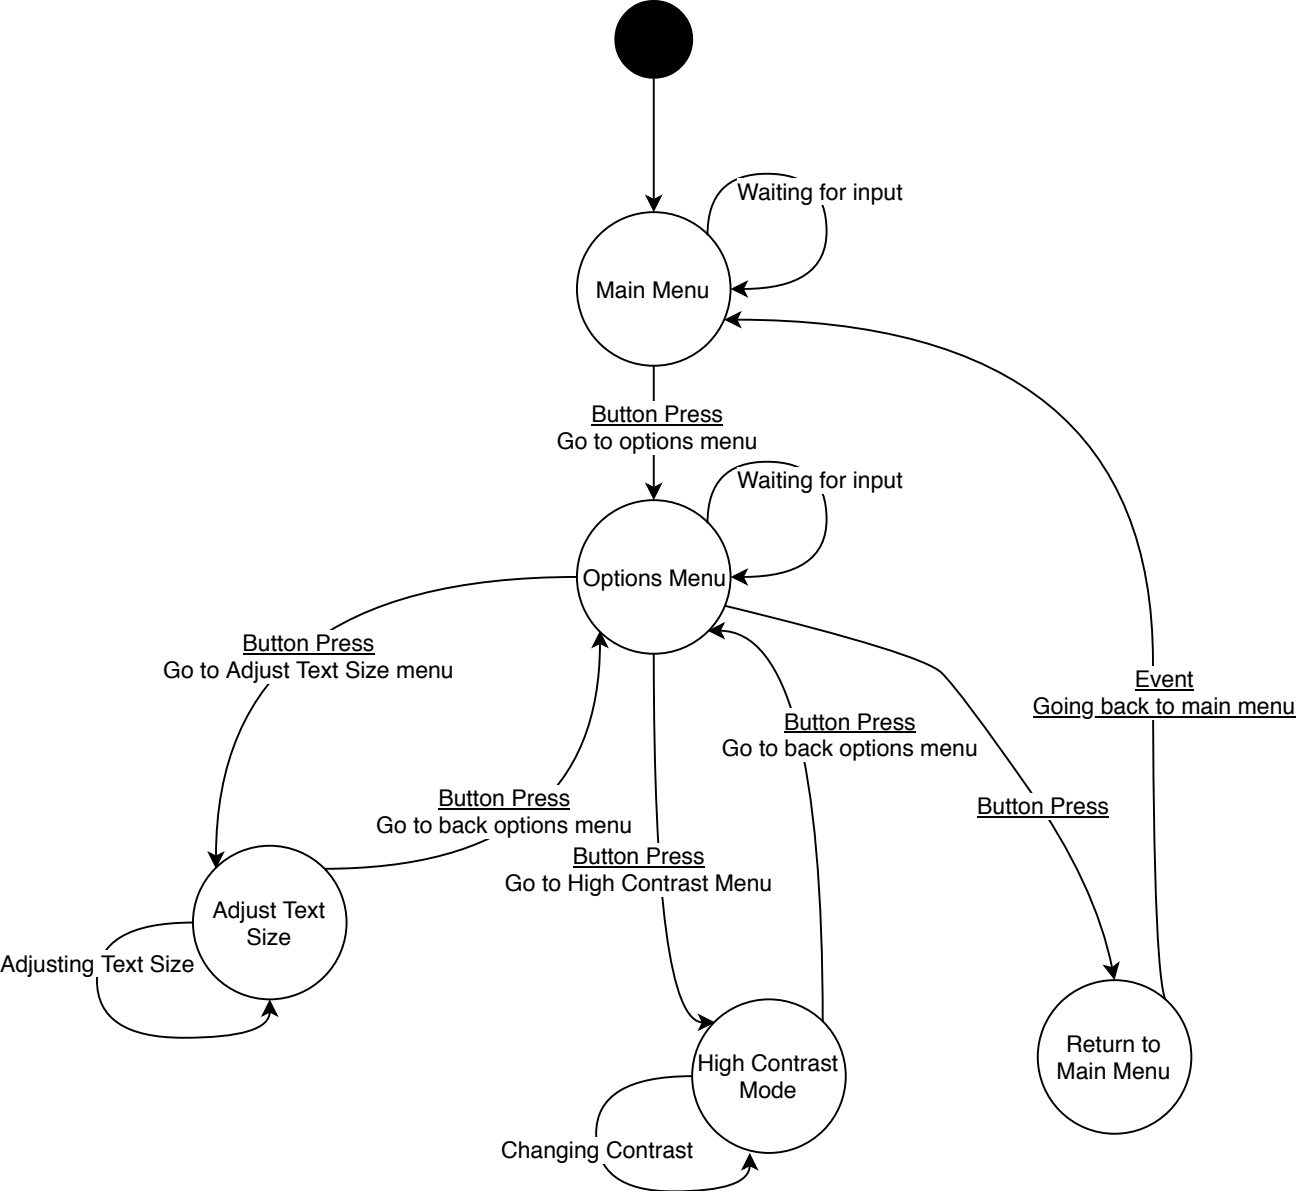 Waiting for input
Main Menu
Button Press
Go to options menu
Waiting for input
Options Menu
Button Press
Go to Adjust Text Size menu
Event
Going back to main menu
Button Press
Go to back options menu
Button Press
Go to back options menu
Button Press
Button Press
Go to High Contrast Menu
Adjust Text
Size
Adjusting Text Size
High Contrast
Mode
Return to
Main Menu
Changing Contrast